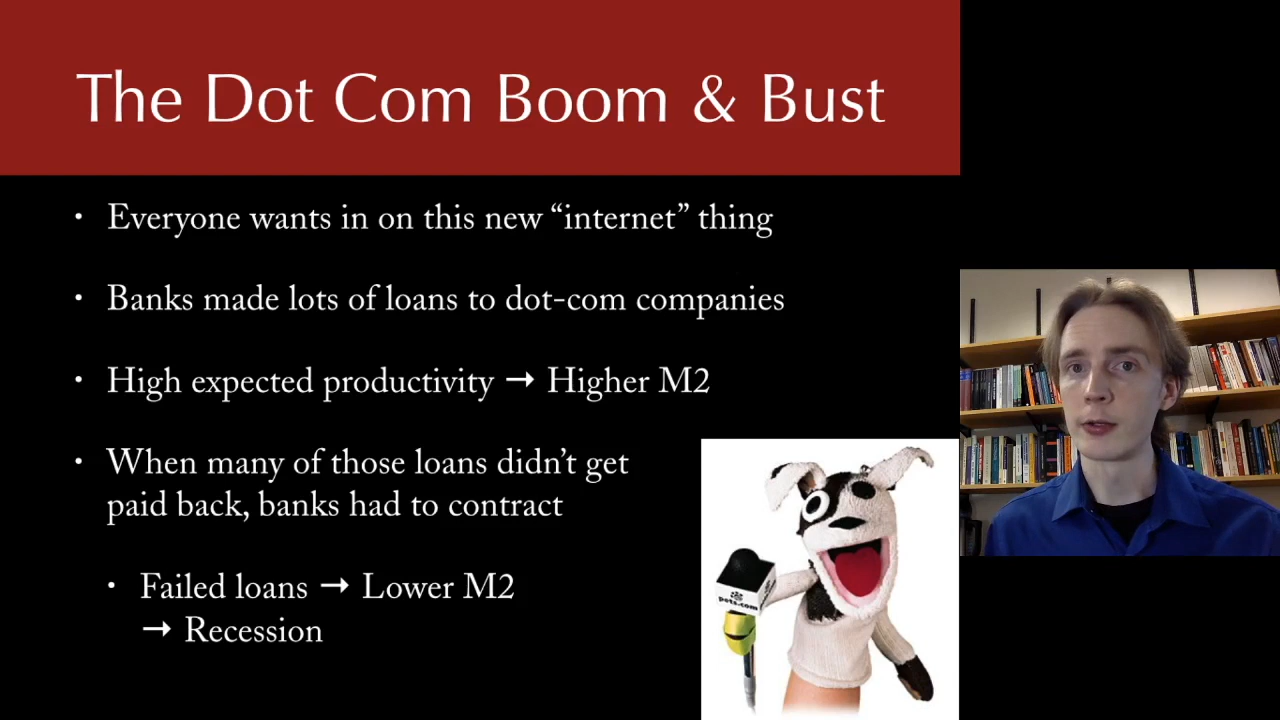 The Dot Com Boom & Bust
• Everyone wants in on this new “internet” thing
• Banks made lots of loans to dot-com companies
• High expected productivity → Higher M2
• When many of those loans didn’t get
paid back, banks had to contract
• Failed loans → Lower M2
→ Recession
pets.com